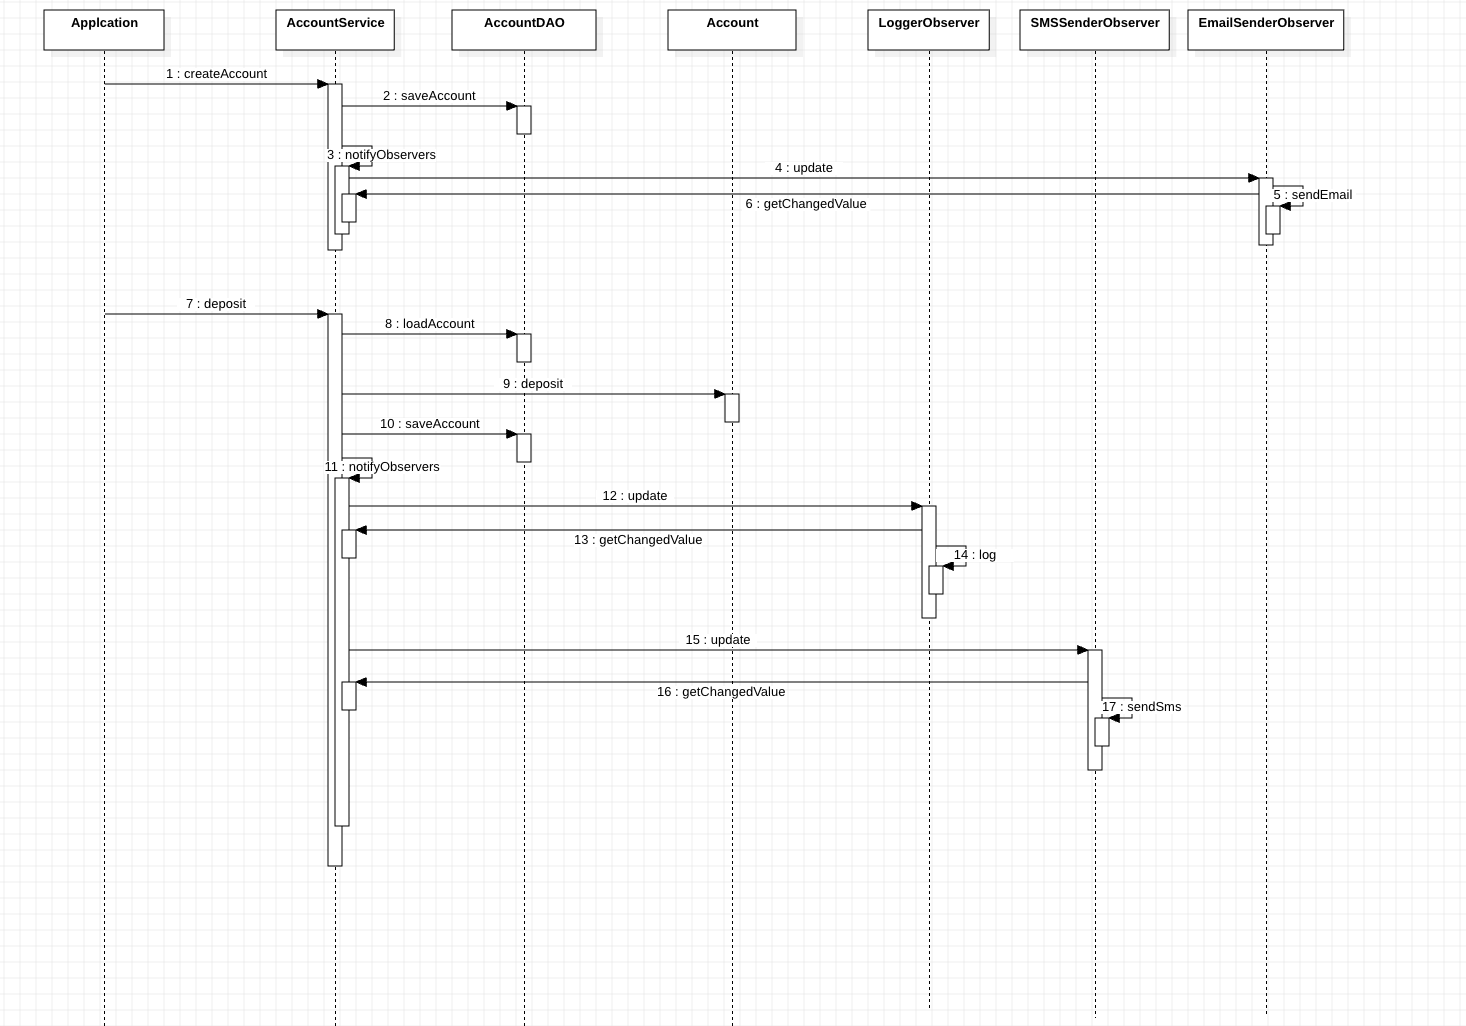 Applcation
AccountService
AccountDAO
Account
LoggerObserver
SMSSenderObserver
EmailSenderObserver
1 : createAccount
2 : saveAccount
3 : notifyObservers
4 : update
5 : sendEmail
6 : getChangedValue
7 : deposit
8 : loadAccount
9 : deposit
10 : saveAccount
11 : notifyObservers
12 : update
13 : getChangedValue
14 : log
15 : update
16 : getChangedValue
17 : sendSms